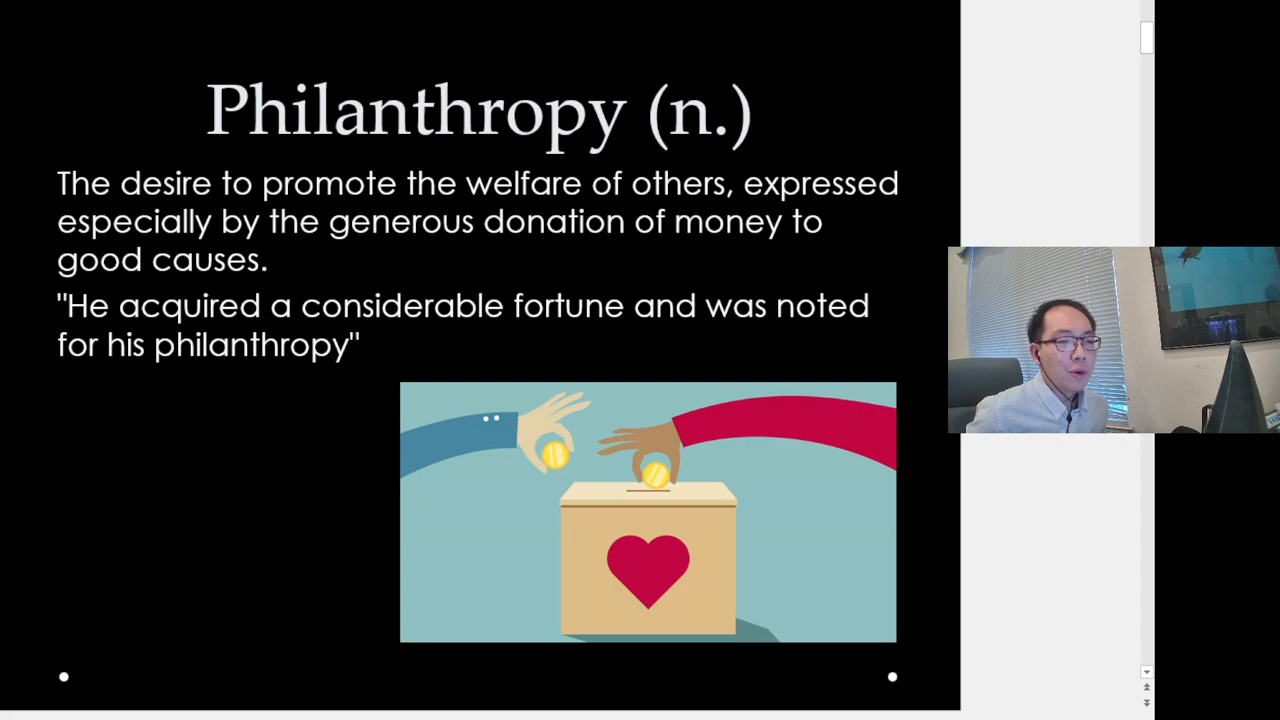 Philanthropy (n.)
The desire to promote the welfare of others, expressed
especially by the generous donation of money to
good causes.
"He acquired a considerable fortune and was noted
for his philanthropy"